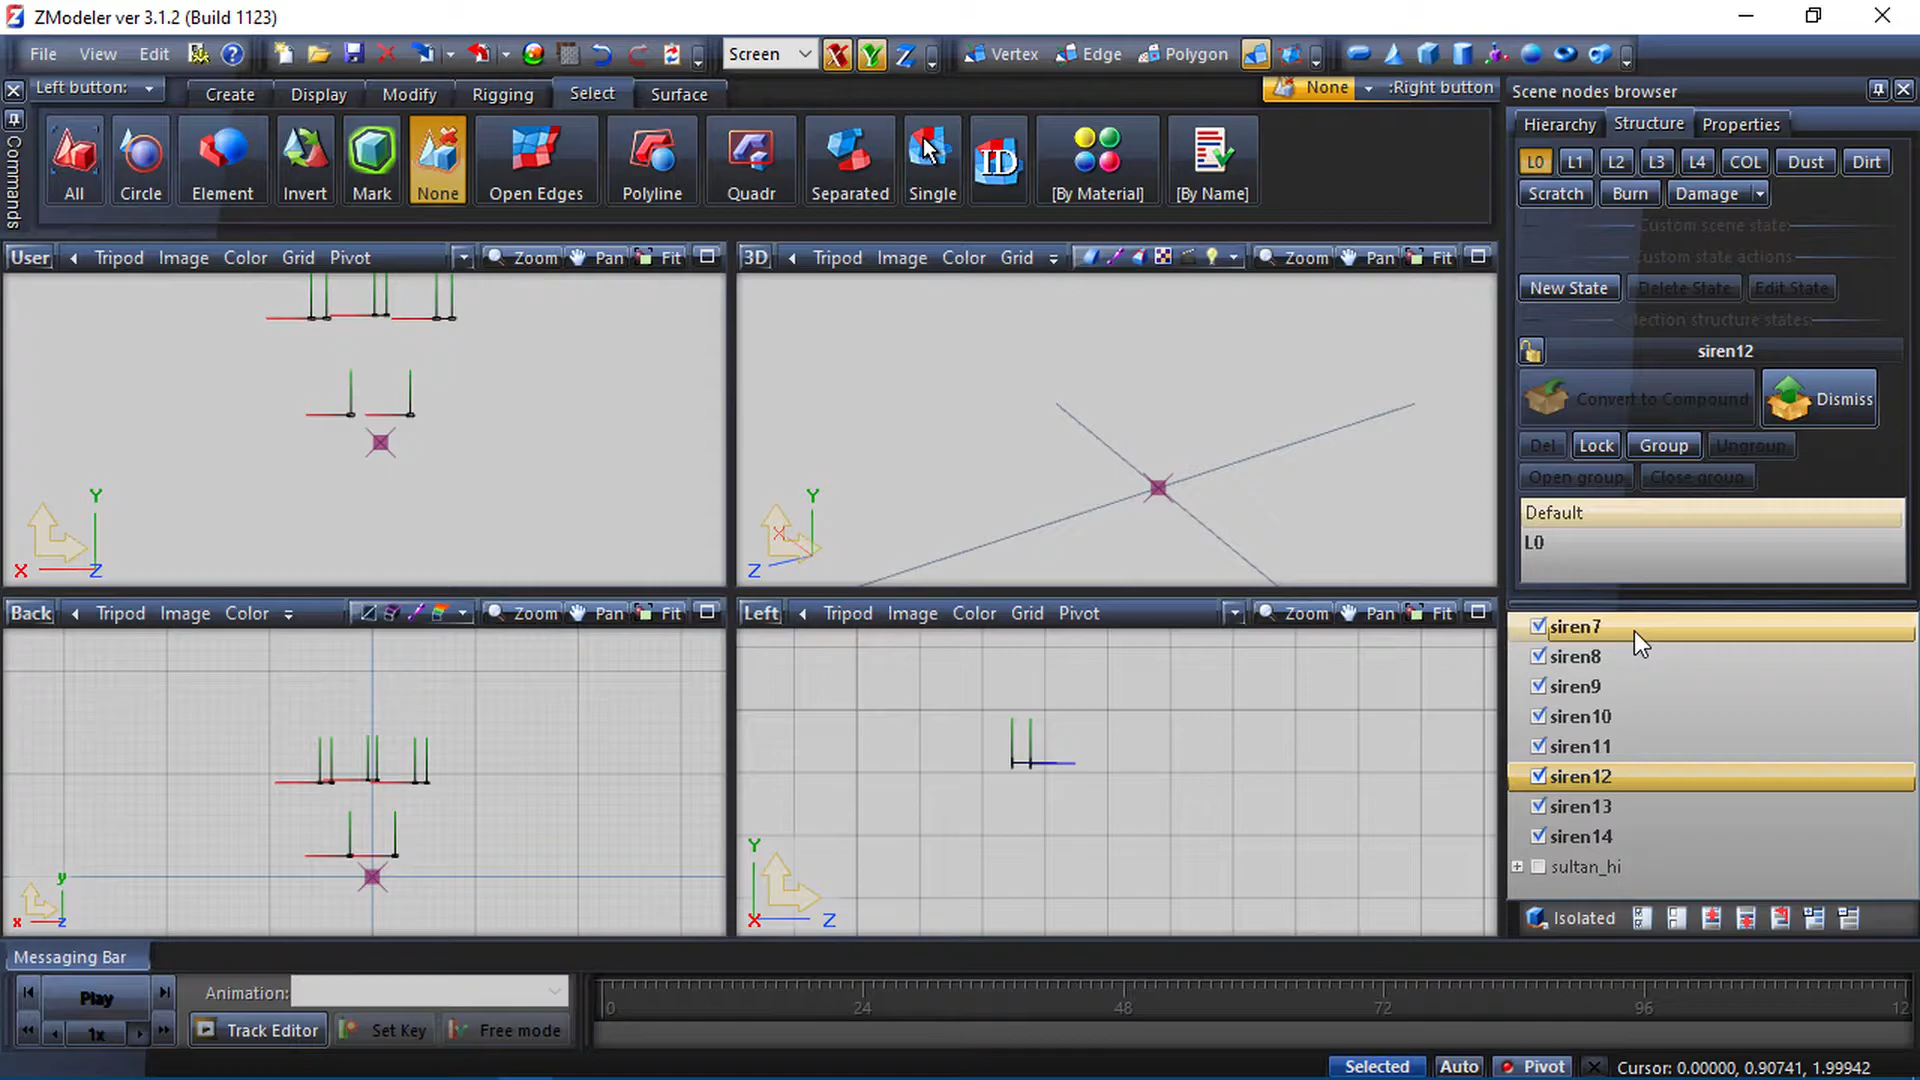 ZModeler ver 3.1.2 (Build 1123)
File View Edit Screen X Y Z Vertex Edge Polygon
Left button: Create Display Modify Rigging Select Surface None :Right button
Commands
All Circle Element Invert Mark None Open Edges Polyline Quadr Separated Single ID [By Material] [By Name]
User Tripod Image Color Grid Pivot Zoom Pan Fit
3D Tripod Image Color Grid Zoom Pan Fit
Y
X Z
Y
X
Z
Back Tripod Image Color Zoom Pan Fit
Left Tripod Image Color Grid Pivot Zoom Pan Fit
y
x z
Y
X Z
Scene nodes browser
Hierarchy Structure Properties
L0 L1 L2 L3 L4 COL Dust Dirt
Scratch Burn Damage
Custom scene state:
Custom state actions
New State Delete State Edit State
lection structure states:
siren12
Convert to Compound Dismiss
Del Lock Group Ungroup
Open group Close group
Default
L0
siren7
siren8
siren9
siren10
siren11
siren12
siren13
siren14
sultan_hi
Isolated
Messaging Bar
Play Animation:
1x Track Editor Set Key Free mode
0 24 48 72 96 12
Selected Auto Pivot Cursor: 0.00000, 0.90741, 1.99942